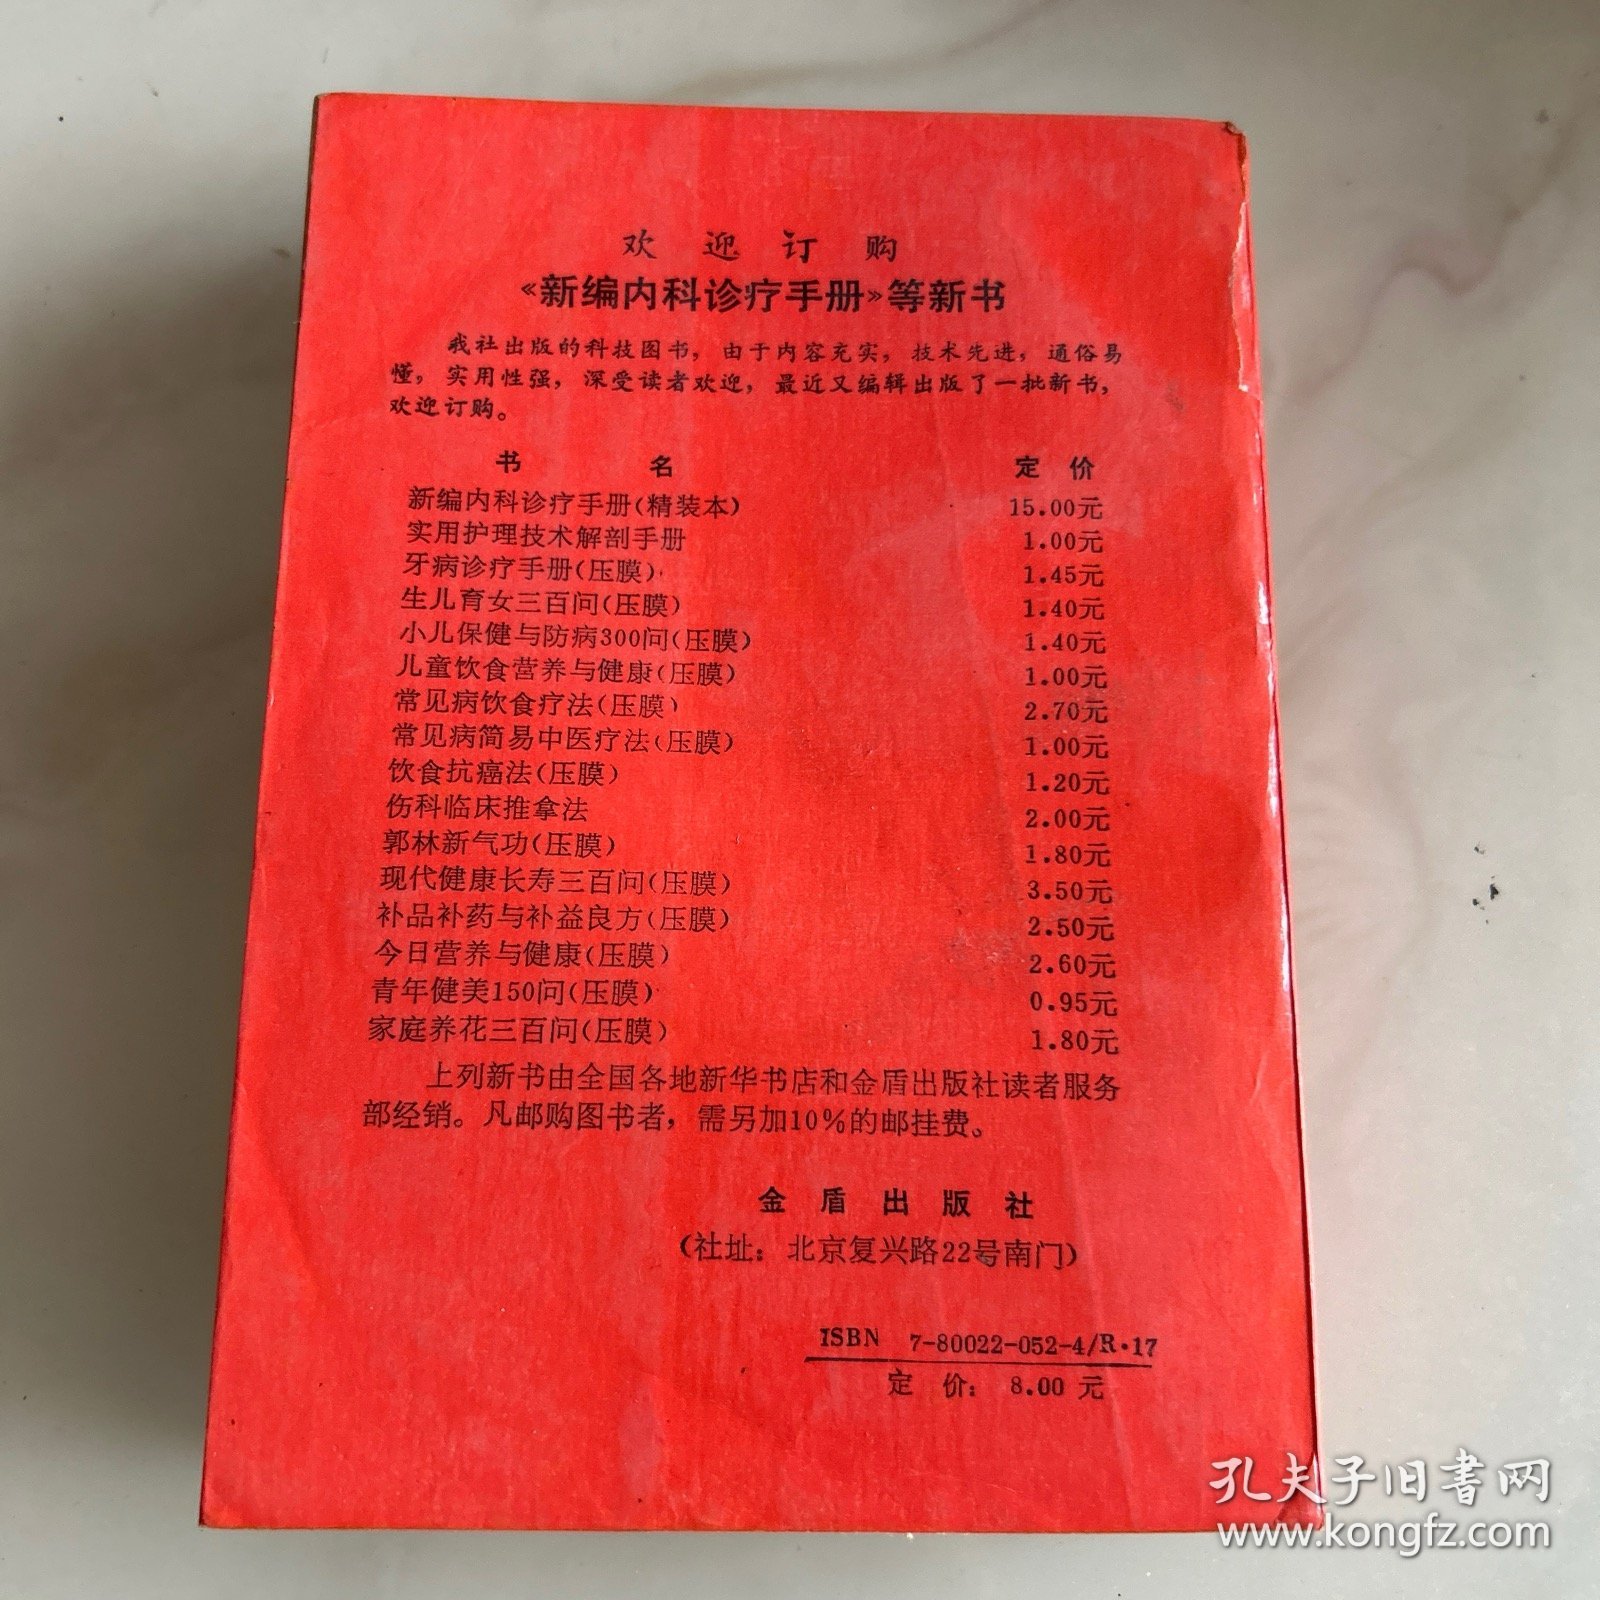 欢迎订购
《新编内科诊疗手册》等新书
我社出版的科技图书，由于内容充实，技术先进，通俗易
懂，实用性强，深受读者欢迎，最近又编辑出版了一批新书，
欢迎订购。
书名 定价
新编内科诊疗手册(精装本) 15.00元
实用护理技术解剖手册 1.00元
牙病诊疗手册(压膜) 1.45元
生儿育女三百问(压膜) 1.40元
小儿保健与防病300问(压膜) 1.40元
儿童饮食营养与健康(压膜) 1.00元
常见病饮食疗法(压膜) 2.70元
常见病简易中医疗法(压膜) 1.00元
饮食抗癌法(压膜) 1.20元
伤科临床推拿法 2.00元
郭林新气功(压膜) 1.80元
现代健康长寿三百问(压膜) 3.50元
补品补药与补益良方(压膜) 2.50元
今日营养与健康(压膜) 2.60元
青年健美150问(压膜) 0.95元
家庭养花三百问(压膜) 1.80元
上列新书由全国各地新华书店和金盾出版社读者服务
部经销。凡邮购图书者，需另加10%的邮挂费。
金盾出版社
(社址：北京复兴路22号南门)
ISBN 7-80022-052-4/R·17
定价：8.00元
孔夫子旧書网
www.kongfz.com